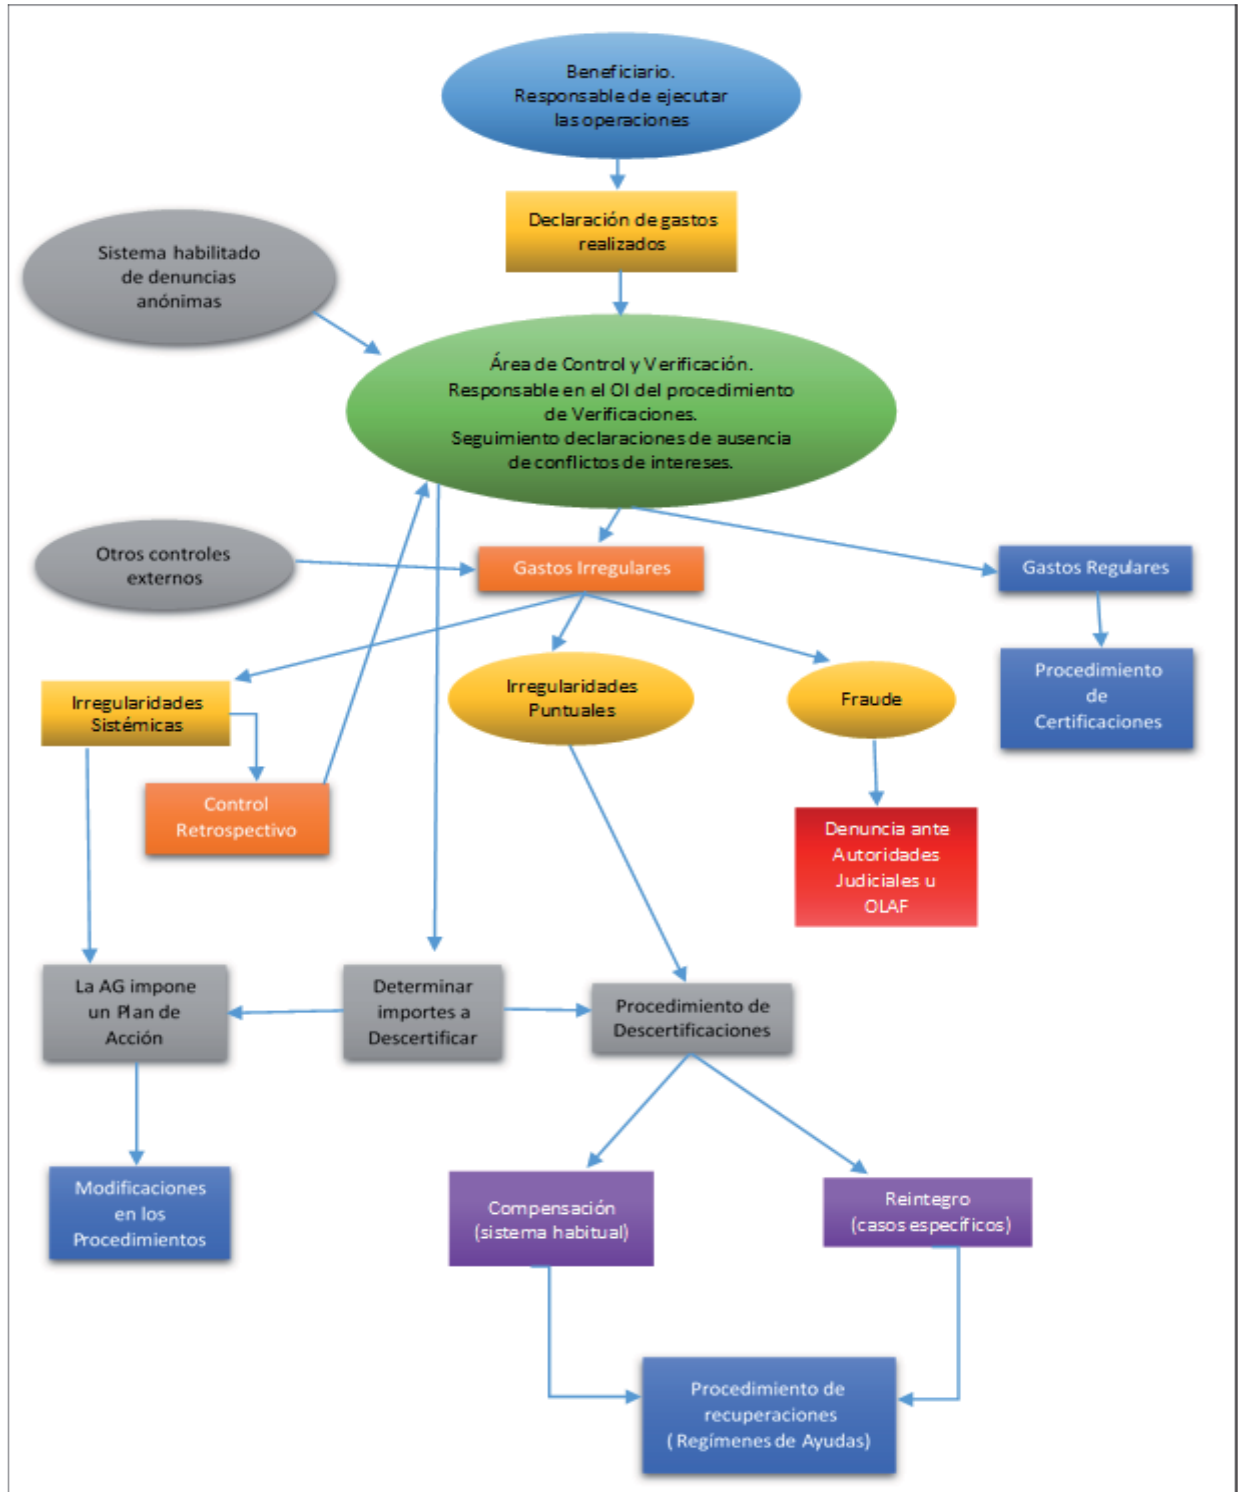 Beneficiario.
Responsable de ejecutar
las operaciones
Declaración de gastos
realizados
Sistema habilitado
de denuncias
anónimas
Área de Control y Verificación.
Responsable en el OI del procedimiento
de Verificaciones.
Seguimiento declaraciones de ausencia
de conflictos de intereses.
Otros controles
externos
Gastos Irregulares
Gastos Regulares
Irregularidades
Sistémicas
Irregularidades
Puntuales
Fraude
Procedimiento
de
Certificaciones
Control
Retrospectivo
Denuncia ante
Autoridades
Judiciales u
OLAF
La AG impone
un Plan de
Acción
Determinar
importes a
Descertificar
Procedimiento de
Descertificaciones
Modificaciones
en los
Procedimientos
Compensación
(sistema habitual)
Reintegro
(casos específicos)
Procedimiento de
recuperaciones
( Regímenes de Ayudas)